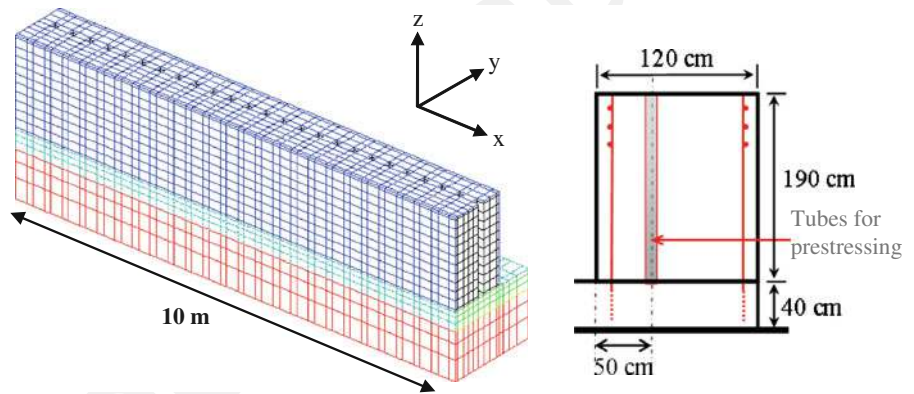 z
y
x
10 m
120 cm
190 cm
Tubes for
prestressing
40 cm
50 cm